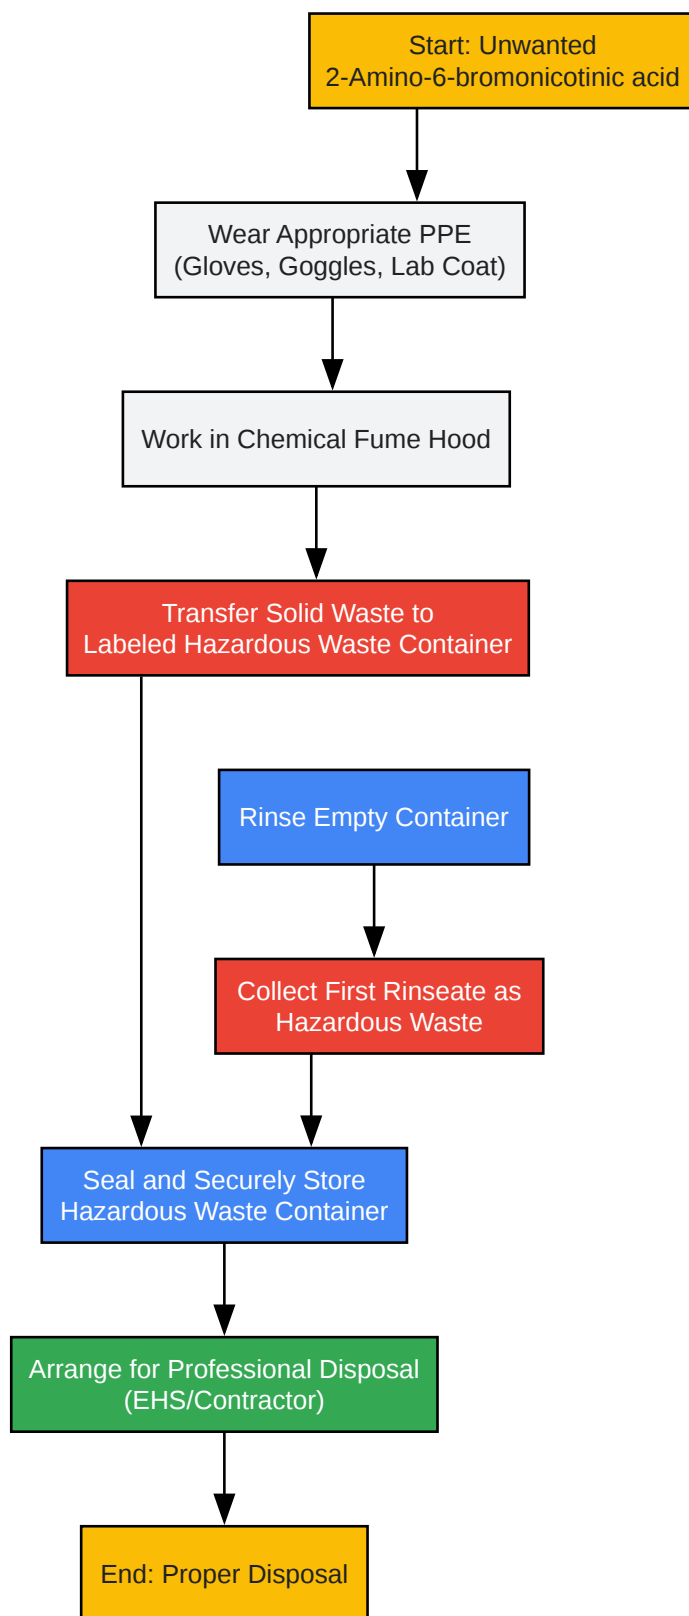 Start: Unwanted
2-Amino-6-bromonicotinic acid
Wear Appropriate PPE
(Gloves, Goggles, Lab Coat)
Work in Chemical Fume Hood
Transfer Solid Waste to
Labeled Hazardous Waste Container
Rinse Empty Container
Collect First Rinseate as
Hazardous Waste
Seal and Securely Store
Hazardous Waste Container
Arrange for Professional Disposal
(EHS/Contractor)
End: Proper Disposal